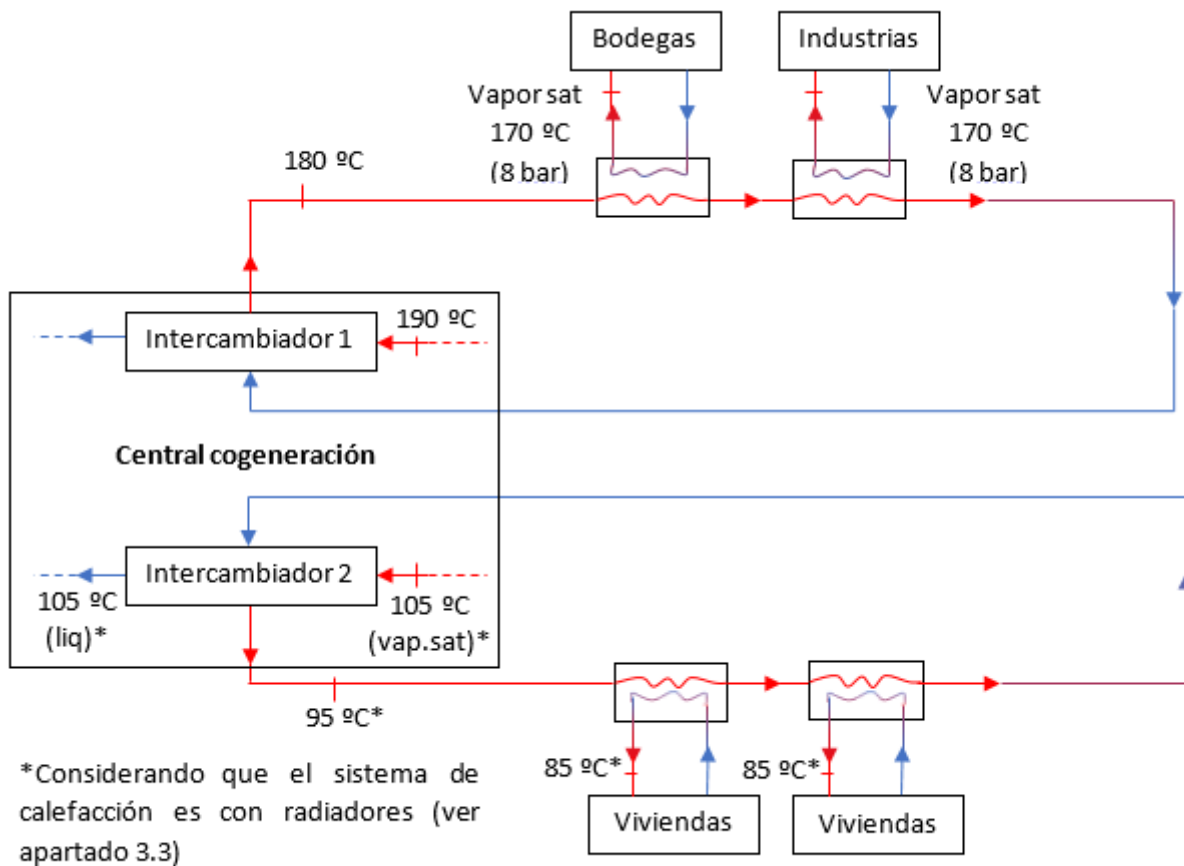 Bodegas
Industrias
Vapor sat
170 ºC
(8 bar)
Vapor sat
170 ºC
(8 bar)
180 ºC
Intercambiador 1
190 ºC
Central cogeneración
Intercambiador 2
105 ºC
(liq)*
105 ºC
(vap.sat)*
95 ºC*
85 ºC*
85 ºC*
Viviendas
Viviendas
*Considerando que el sistema de
calefacción es con radiadores (ver
apartado 3.3)